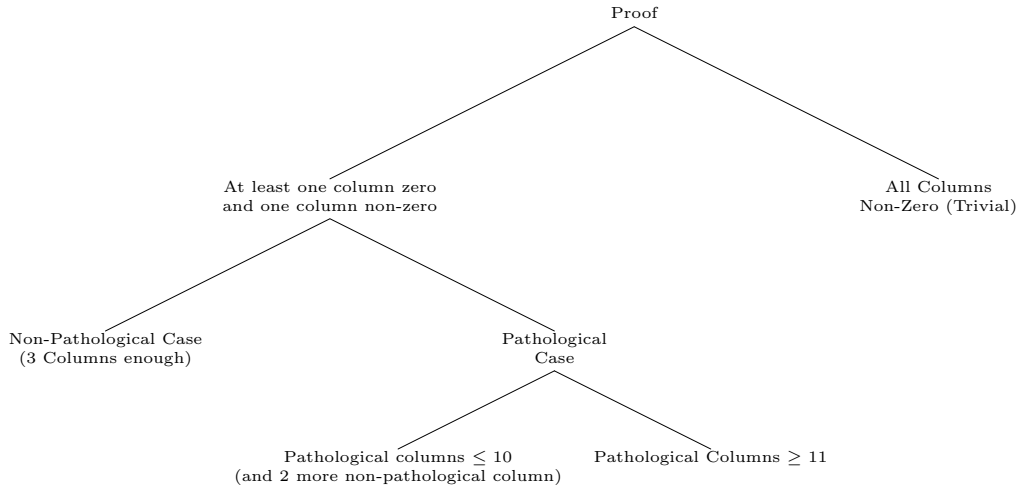 Proof
At least one column zero
and one column non-zero
All Columns
Non-Zero (Trivial)
Non-Pathological Case
(3 Columns enough)
Pathological
Case
Pathological columns ≤ 10
(and 2 more non-pathological column)
Pathological Columns ≥ 11